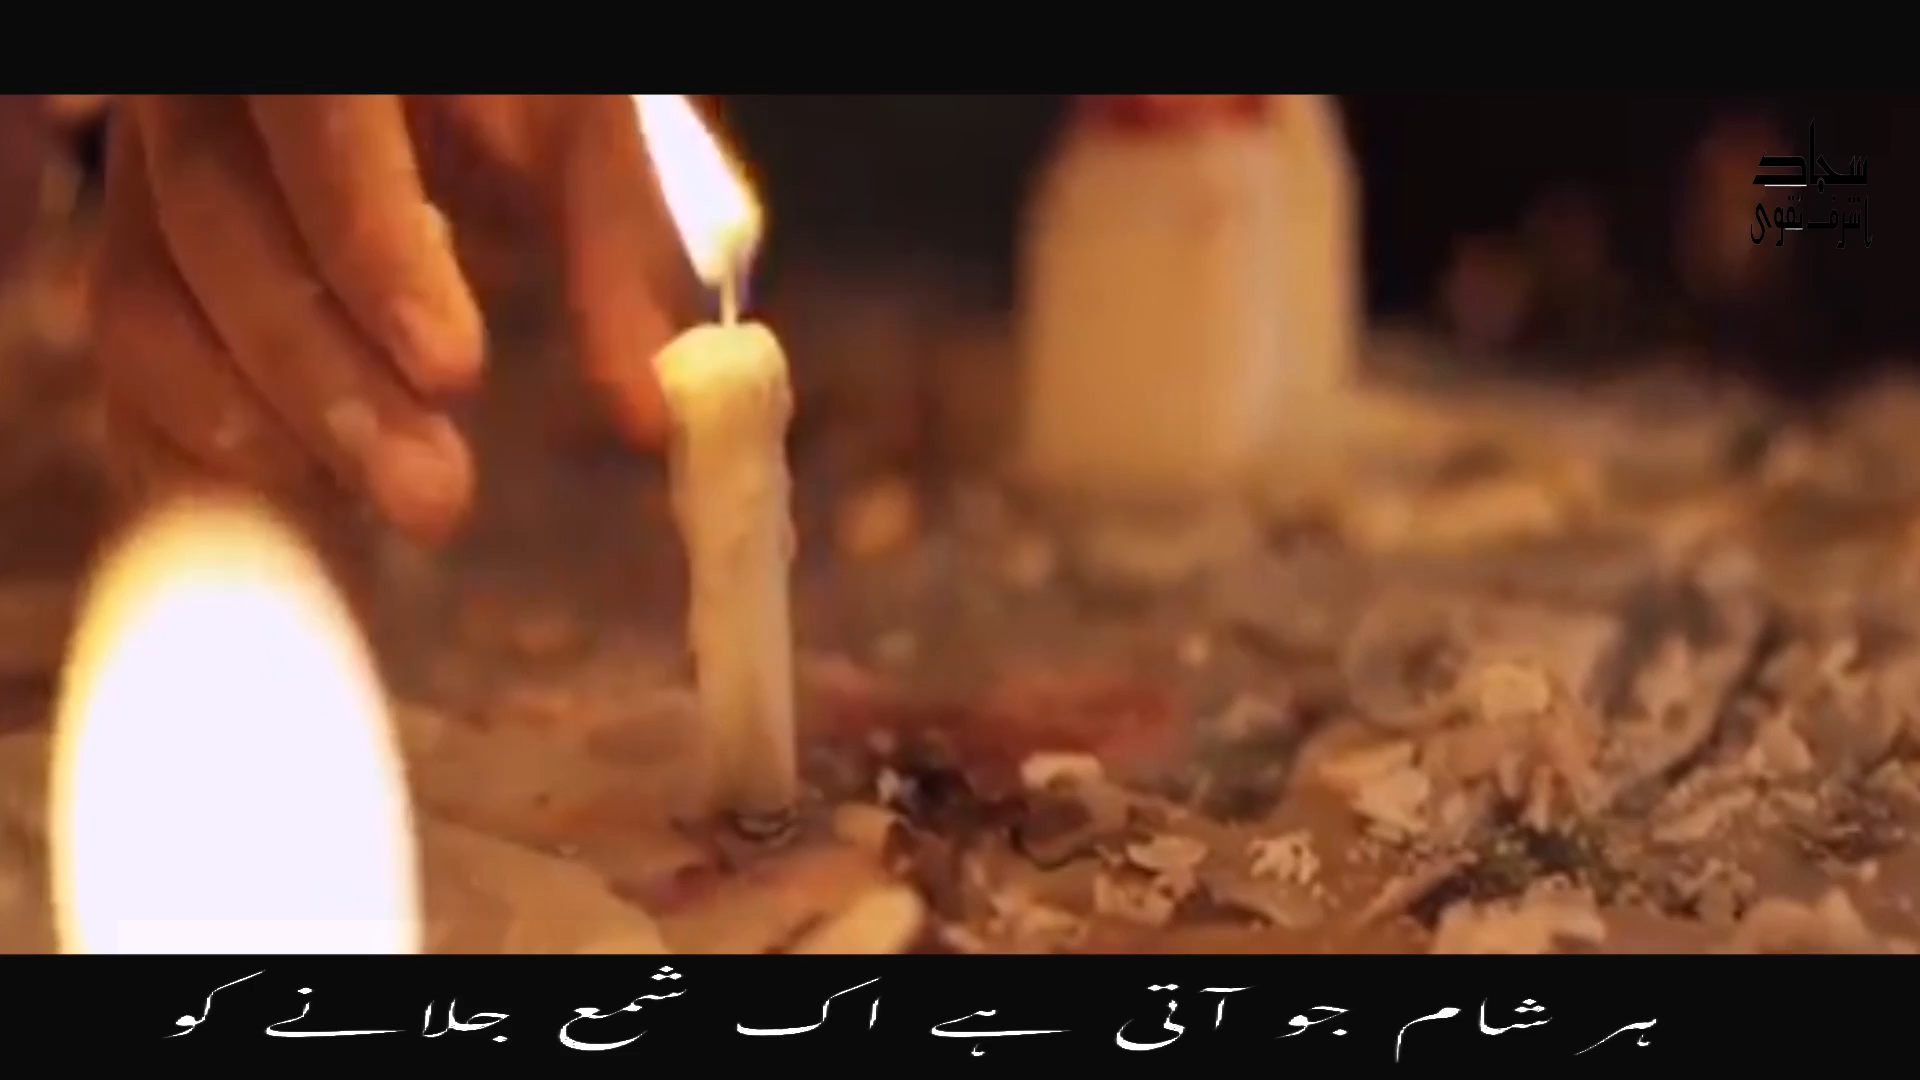 سجاد
اشرف نقوی
ہر شام جو آتی ہے اک شمع جلانے کو